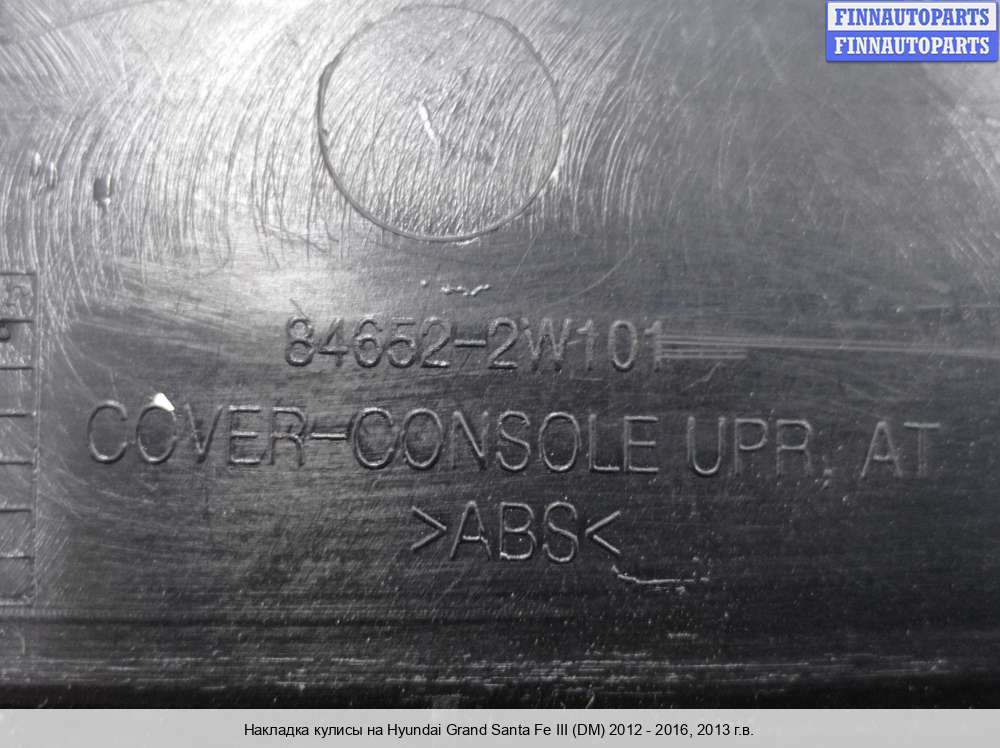 FINNAUTOPARTS
FINNAUTOPARTS
84652-2W101
COVER-CONSOLE UPR, AT
>ABS<
Накладка кулисы на Hyundai Grand Santa Fe III (DM) 2012 - 2016, 2013 г.в.